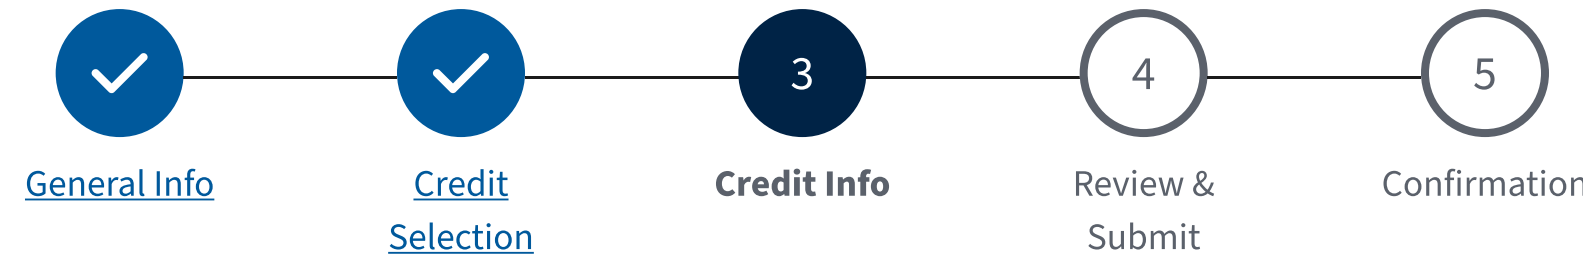 3
4
5
General Info
Credit
Selection
Credit Info
Review &
Submit
Confirmation